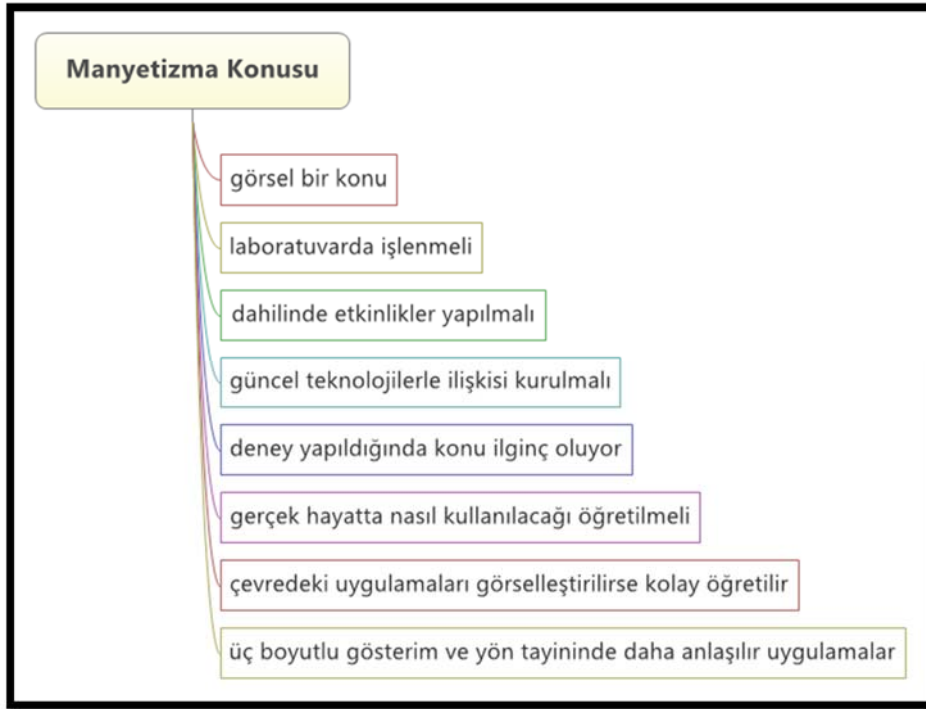 Manyetizma Konusu
görsel bir konu
laboratuvarda işlenmeli
dahilinde etkinlikler yapılmalı
güncel teknolojilerle ilişkisi kurulmalı
deney yapıldığında konu ilginç oluyor
gerçek hayatta nasıl kullanılacağı öğretilmeli
çevredeki uygulamaları görselleştirilirse kolay öğretilir
üç boyutlu gösterim ve yön tayininde daha anlaşılır uygulamalar